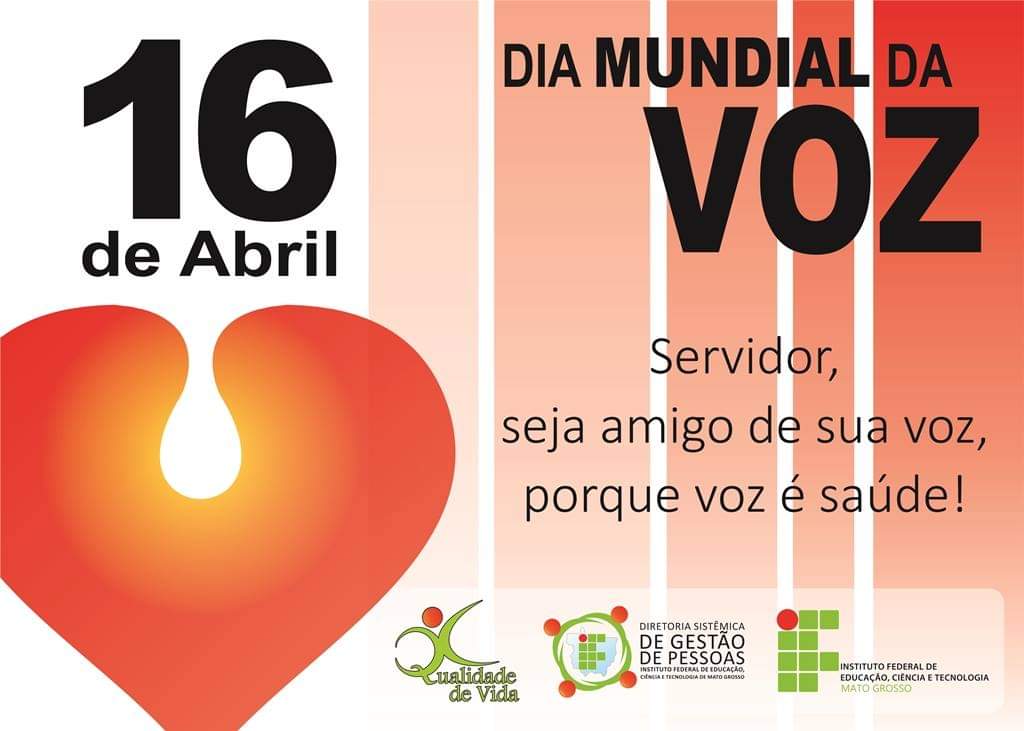 16
de Abril
DIA MUNDIAL DA
VOZ
Servidor,
seja amigo de sua voz,
porque voz é saúde!
Qualidade
de Vida
DIRETORIA SISTÊMICA
DE GESTÃO
DE PESSOAS
INSTITUTO FEDERAL DE EDUCAÇÃO,
CIÊNCIA E TECNOLOGIA DE MATO GROSSO
INSTITUTO FEDERAL DE
EDUCAÇÃO, CIÊNCIA E TECNOLOGIA
MATO GROSSO